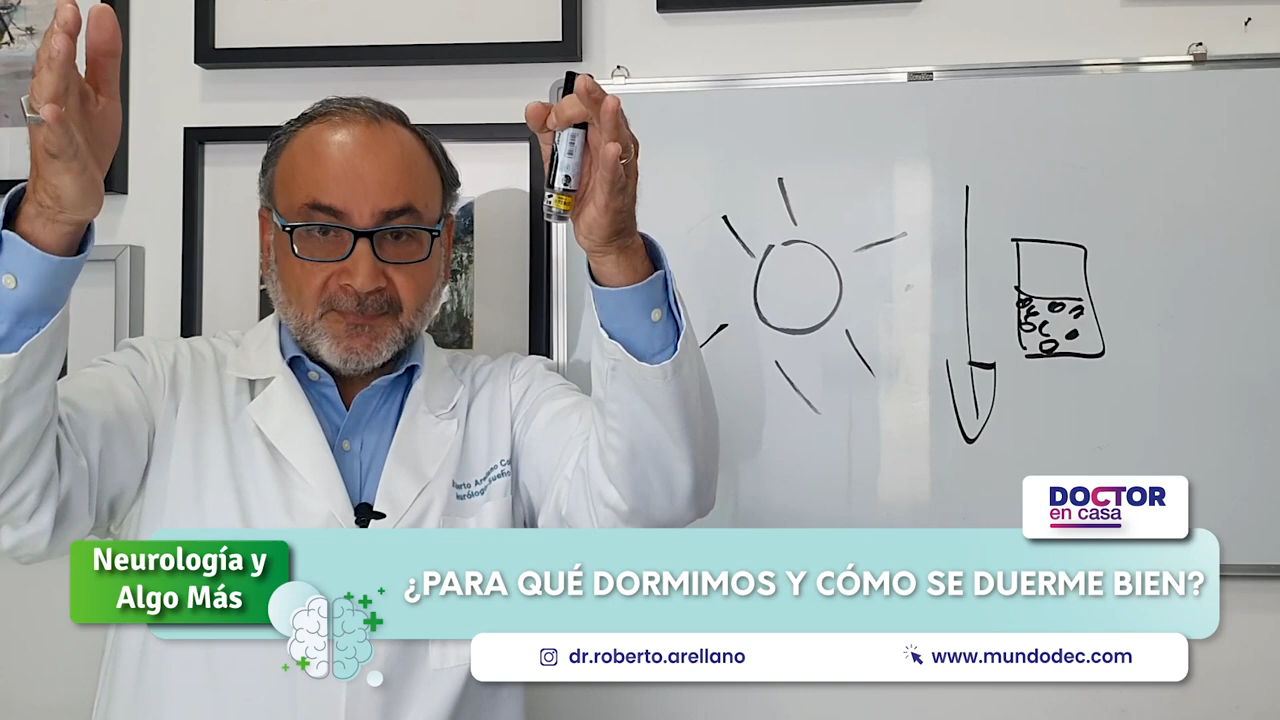 DOCTOR
en casa
Neurología y
Algo Más
¿PARA QUÉ DORMIMOS Y CÓMO SE DUERME BIEN?
dr.roberto.arellano
www.mundodec.com